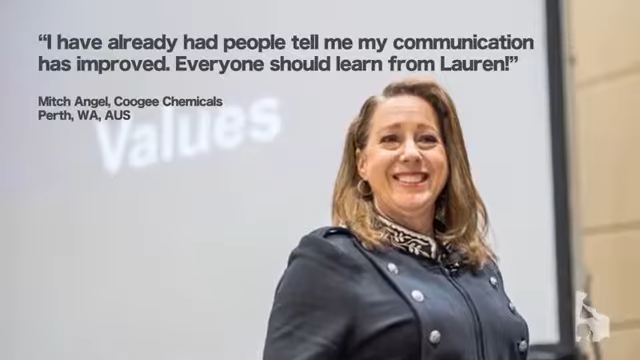 “I have already had people tell me my communication
has improved. Everyone should learn from Lauren!”
Mitch Angel, Coogee Chemicals
Perth, WA, AUS
Values